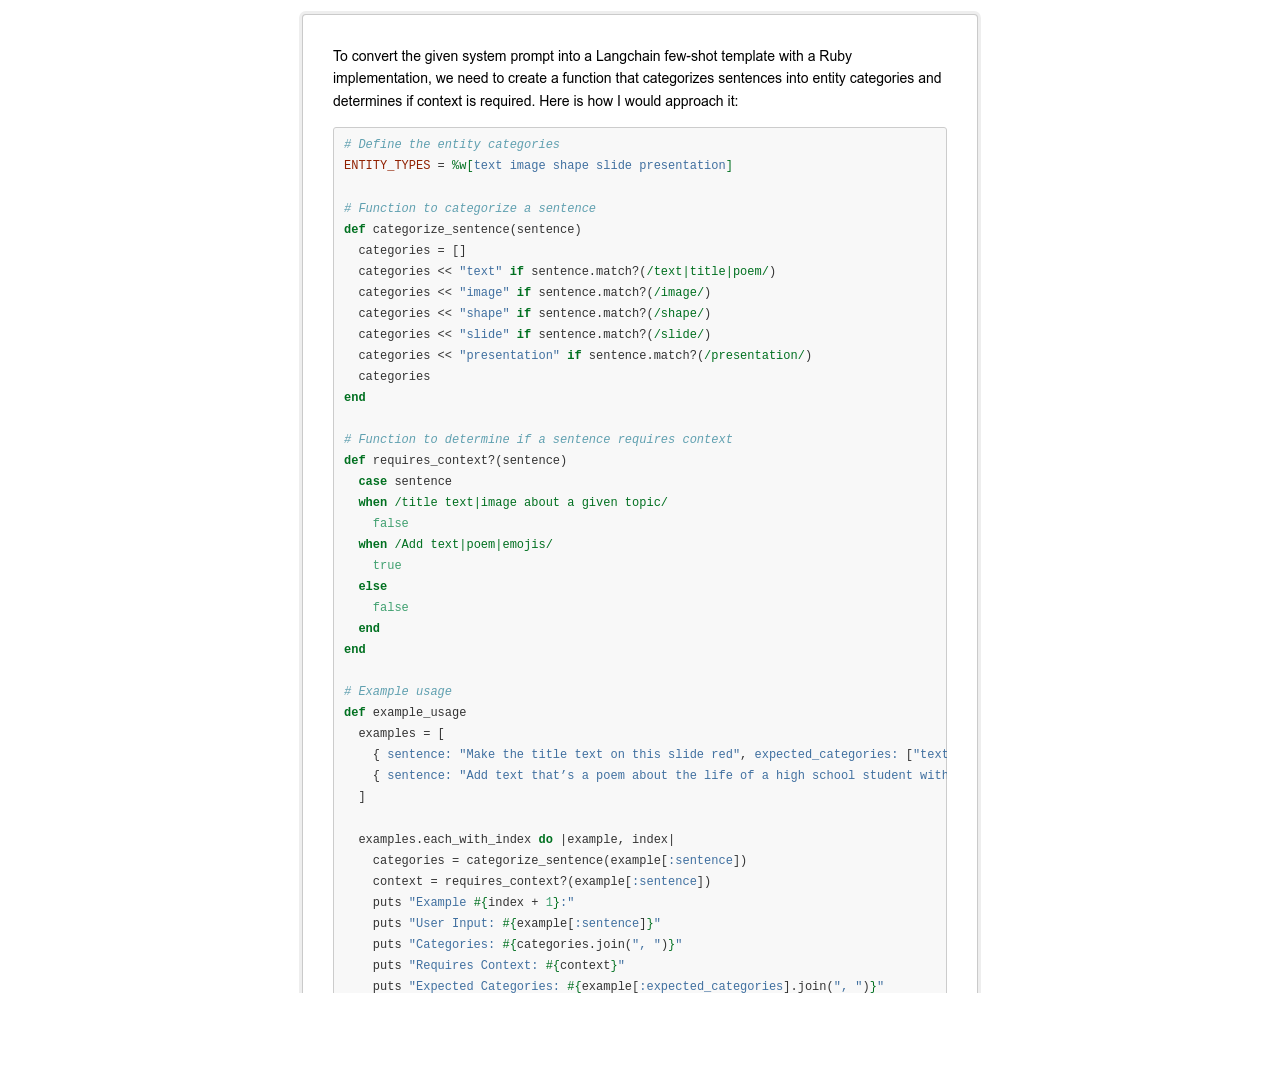 To convert the given system prompt into a Langchain few-shot template with a Ruby
implementation, we need to create a function that categorizes sentences into entity categories and
determines if context is required. Here is how I would approach it:
# Define the entity categories
ENTITY_TYPES = %w[text image shape slide presentation]
# Function to categorize a sentence
def categorize_sentence(sentence)
  categories = []
  categories << "text" if sentence.match?(/text|title|poem/)
  categories << "image" if sentence.match?(/image/)
  categories << "shape" if sentence.match?(/shape/)
  categories << "slide" if sentence.match?(/slide/)
  categories << "presentation" if sentence.match?(/presentation/)
  categories
end
# Function to determine if a sentence requires context
def requires_context?(sentence)
  case sentence
  when /title text|image about a given topic/
    false
  when /Add text|poem|emojis/
    true
  else
    false
  end
end
# Example usage
def example_usage
  examples = [
    { sentence: "Make the title text on this slide red", expected_categories: ["text
    { sentence: "Add text that’s a poem about the life of a high school student with
  ]
  examples.each_with_index do |example, index|
    categories = categorize_sentence(example[:sentence])
    context = requires_context?(example[:sentence])
    puts "Example #{index + 1}:"
    puts "User Input: #{example[:sentence]}"
    puts "Categories: #{categories.join(", ")}"
    puts "Requires Context: #{context}"
    puts "Expected Categories: #{example[:expected_categories].join(", ")}"